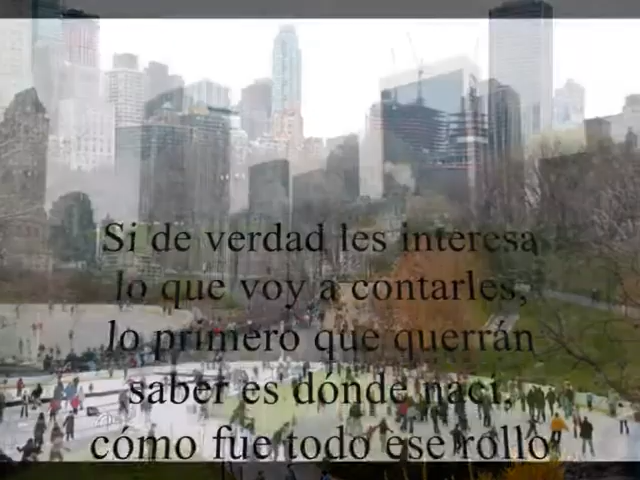 Si de verdad les interesa
lo que voy a contarles,
lo primero que querrán
saber es dónde nací,
cómo fue todo ese rollo